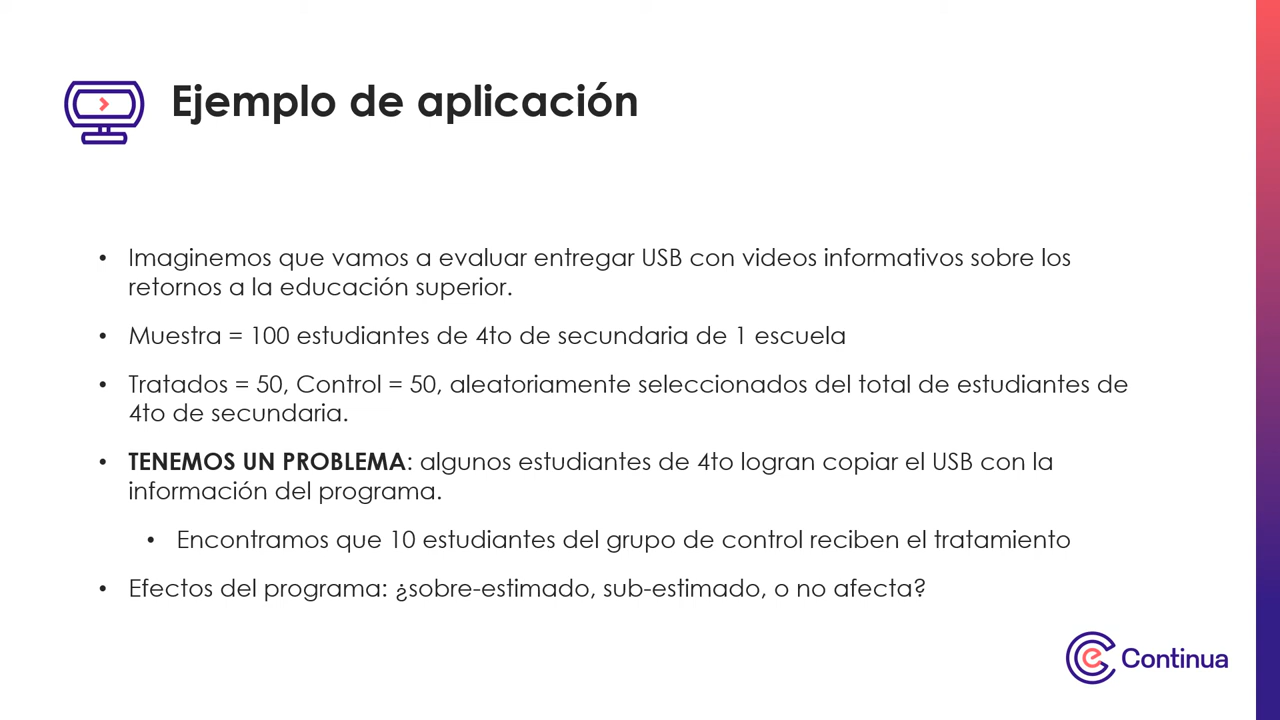 Ejemplo de aplicación
• Imaginemos que vamos a evaluar entregar USB con videos informativos sobre los
retornos a la educación superior.
• Muestra = 100 estudiantes de 4to de secundaria de 1 escuela
• Tratados = 50, Control = 50, aleatoriamente seleccionados del total de estudiantes de
4to de secundaria.
• TENEMOS UN PROBLEMA: algunos estudiantes de 4to logran copiar el USB con la
información del programa.
• Encontramos que 10 estudiantes del grupo de control reciben el tratamiento
• Efectos del programa: ¿sobre-estimado, sub-estimado, o no afecta?
e Continua